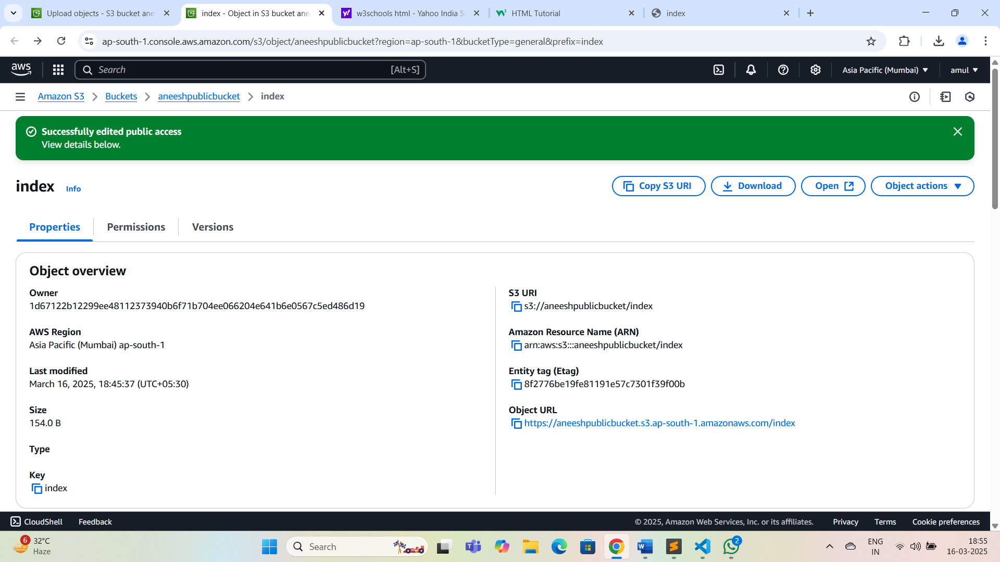 Upload objects - S3 bucket ane
index - Object in S3 bucket ane
w3schools html - Yahoo India S
HTML Tutorial
index
ap-south-1.console.aws.amazon.com/s3/object/aneeshpublicbucket?region=ap-south-1&bucketType=general&prefix=index
aws
Search
[Alt+S]
Asia Pacific (Mumbai)
amul
Amazon S3
Buckets
aneeshpublicbucket
index
Successfully edited public access
View details below.
index
Info
Copy S3 URI
Download
Open
Object actions
Properties
Permissions
Versions
Object overview
Owner
1d67122b12299ee48112373940b6f71b704ee066204e641b6e0567c5ed486d19
AWS Region
Asia Pacific (Mumbai) ap-south-1
Last modified
March 16, 2025, 18:45:37 (UTC+05:30)
Size
154.0 B
Type
Key
index
S3 URI
s3://aneeshpublicbucket/index
Amazon Resource Name (ARN)
arn:aws:s3:::aneeshpublicbucket/index
Entity tag (Etag)
8f2776be19fe81191e57c7301f39f00b
Object URL
https://aneeshpublicbucket.s3.ap-south-1.amazonaws.com/index
CloudShell
Feedback
© 2025, Amazon Web Services, Inc. or its affiliates.
Privacy
Terms
Cookie preferences
6
32°C
Haze
Search
2
ENG
IN
18:55
16-03-2025